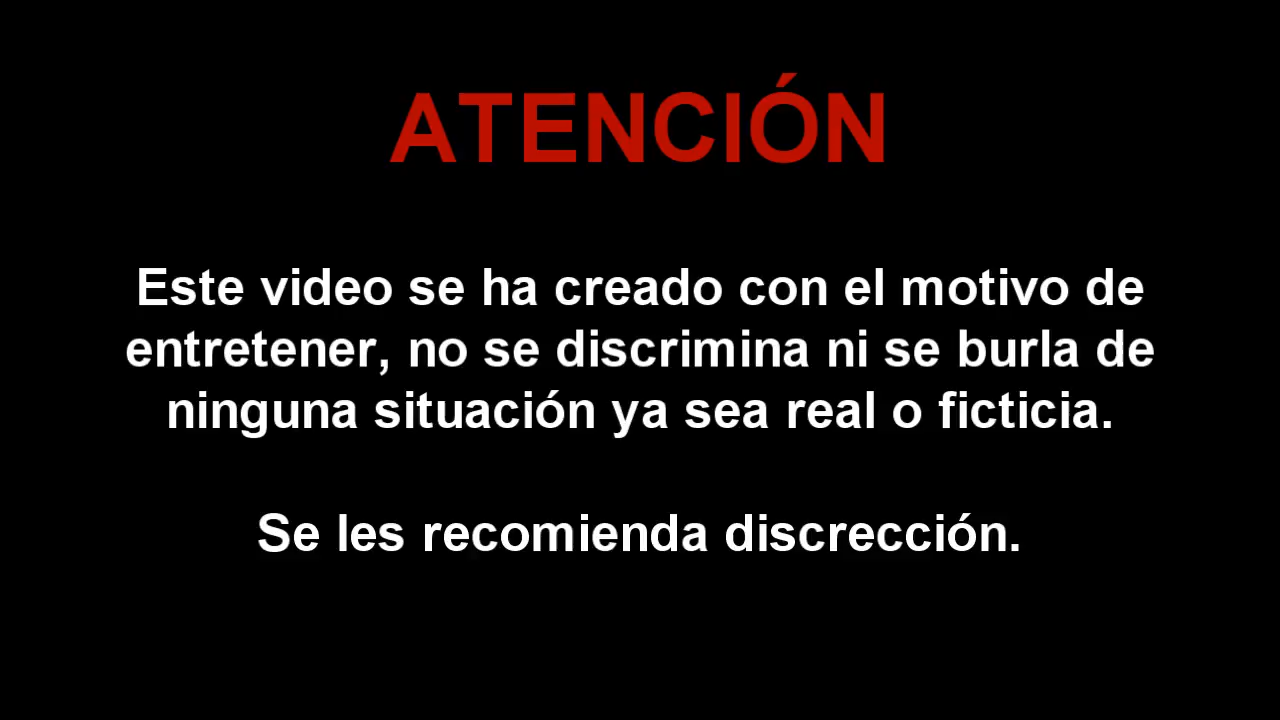 ATENCIÓN
Este video se ha creado con el motivo de
entretener, no se discrimina ni se burla de
ninguna situación ya sea real o ficticia.
Se les recomienda discrección.